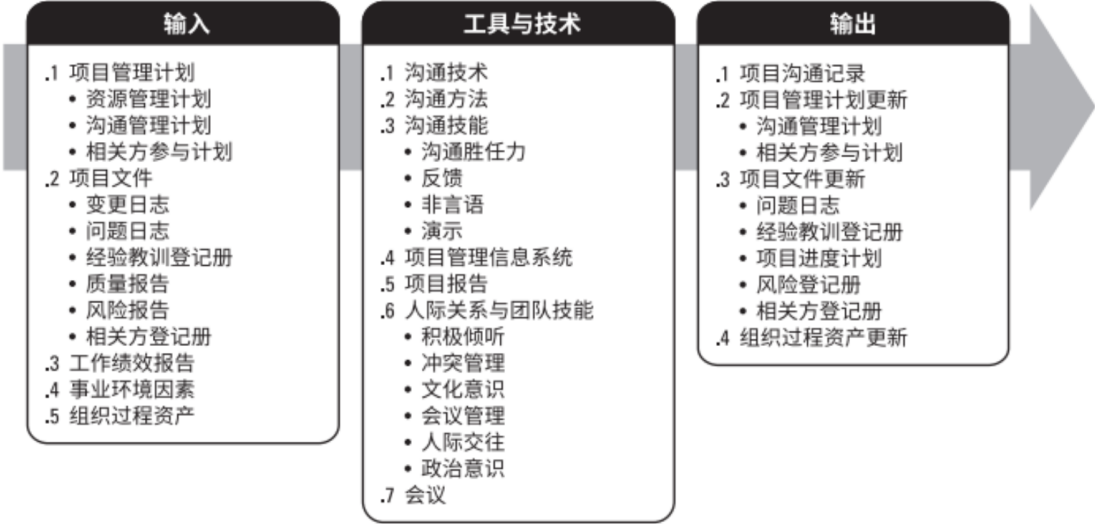 输入
.1 项目管理计划
• 资源管理计划
• 沟通管理计划
• 相关方参与计划
.2 项目文件
• 变更日志
• 问题日志
• 经验教训登记册
• 质量报告
• 风险报告
• 相关方登记册
.3 工作绩效报告
.4 事业环境因素
.5 组织过程资产
工具与技术
.1 沟通技术
.2 沟通方法
.3 沟通技能
• 沟通胜任力
• 反馈
• 非言语
• 演示
.4 项目管理信息系统
.5 项目报告
.6 人际关系与团队技能
• 积极倾听
• 冲突管理
• 文化意识
• 会议管理
• 人际交往
• 政治意识
.7 会议
输出
.1 项目沟通记录
.2 项目管理计划更新
• 沟通管理计划
• 相关方参与计划
.3 项目文件更新
• 问题日志
• 经验教训登记册
• 项目进度计划
• 风险登记册
• 相关方登记册
.4 组织过程资产更新